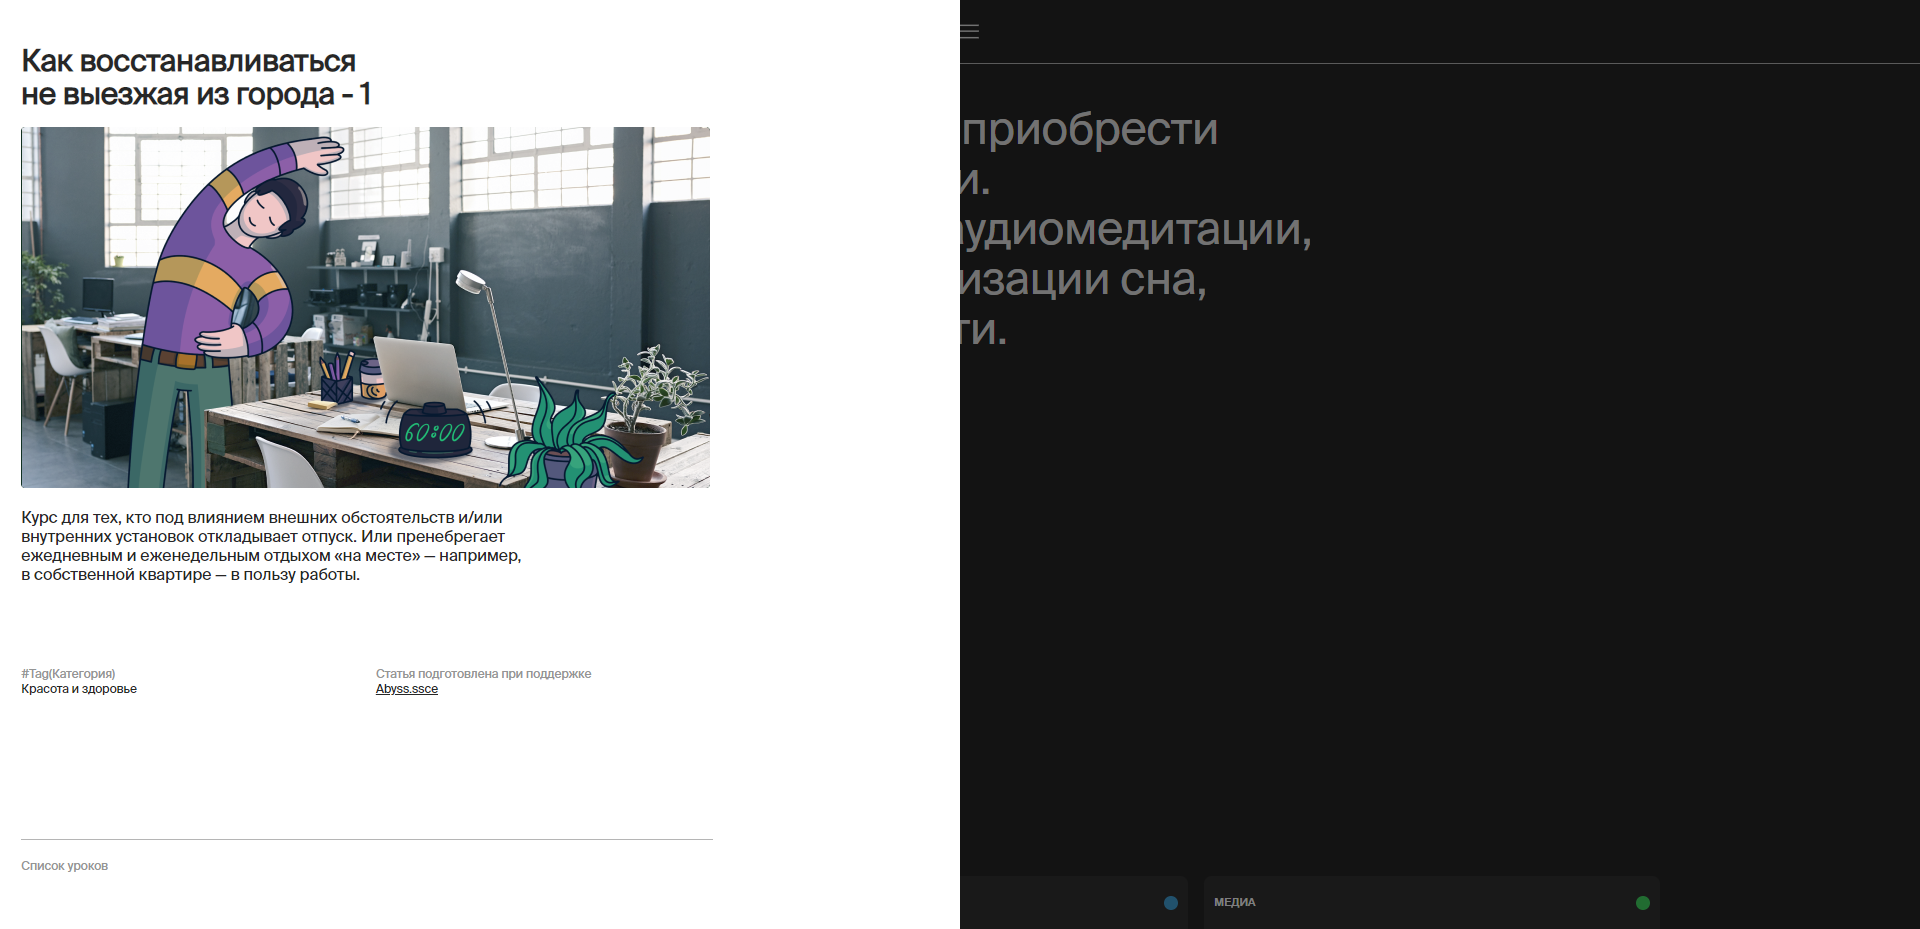 Как восстанавливаться
не выезжая из города - 1
60:00
Курс для тех, кто под влиянием внешних обстоятельств и/или
внутренних установок откладывает отпуск. Или пренебрегает
ежедневным и еженедельным отдыхом «на месте» — например,
в собственной квартире — в пользу работы.
#Tag(Категория)
Красота и здоровье
Статья подготовлена при поддержке
Abyss.ssce
Список уроков
приобрести
и.
аудиомедитации,
изации сна,
ти.
МЕДИА